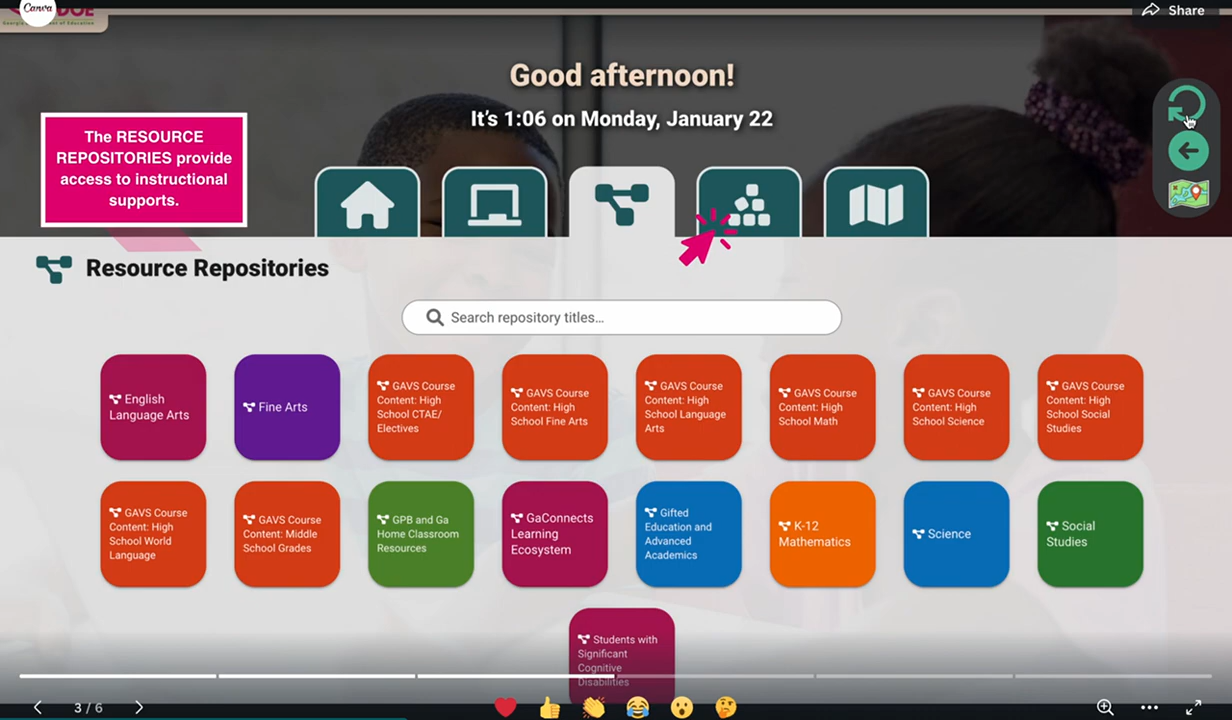 Canva
DOE
Share
Good afternoon!
It's 1:06 on Monday, January 22
The RESOURCE
REPOSITORIES provide
access to instructional
supports.
Resource Repositories
Search repository titles...
English
Language Arts
Fine Arts
GAVS Course
Content: High
School CTAE/
Electives
GAVS Course
Content: High
School Fine Arts
GAVS Course
Content: High
School Language
Arts
GAVS Course
Content: High
School Math
GAVS Course
Content: High
School Science
GAVS Course
Content: High
School Social
Studies
GAVS Course
Content: High
School World
Language
GAVS Course
Content: Middle
School Grades
GPB and Ga
Home Classroom
Resources
GaConnects
Learning
Ecosystem
Gifted
Education and
Advanced
Academics
K-12
Mathematics
Science
Social
Studies
Students with
Significant
Cognitive
Disabilities
3 / 6